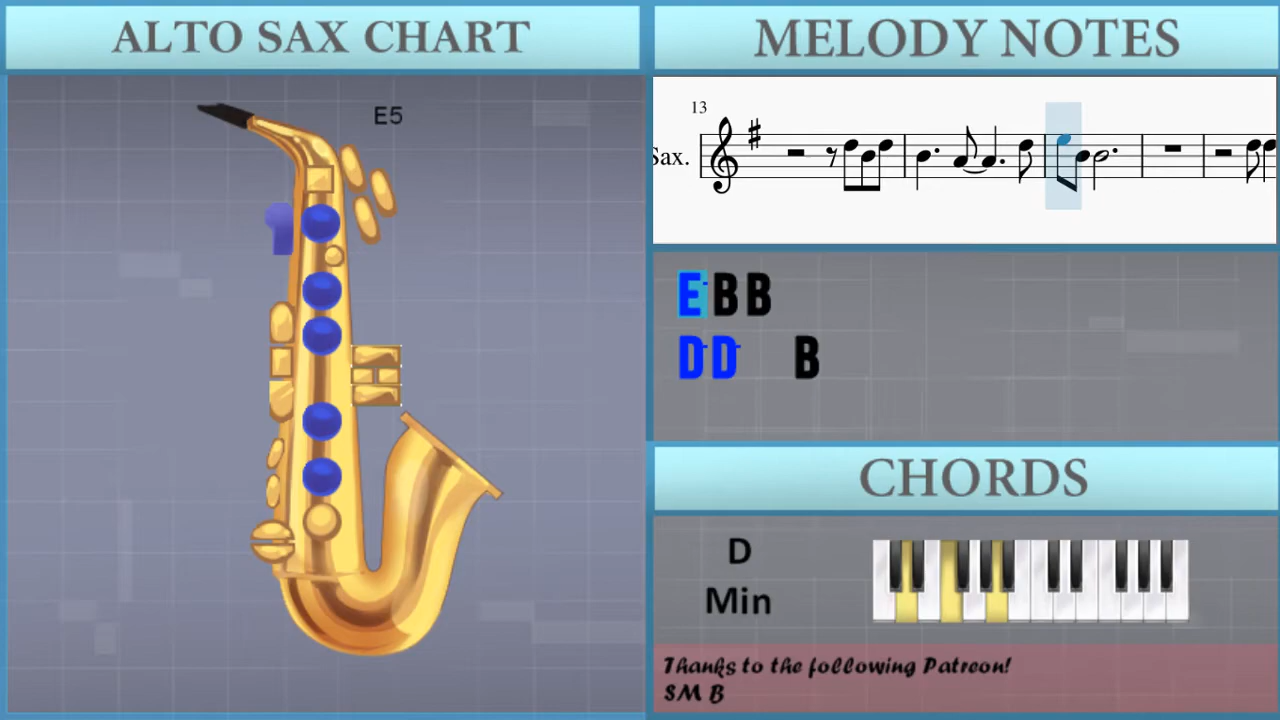 ALTO SAX CHART
E5
MELODY NOTES
13
Sax.
E B B
D D B
CHORDS
D
Min
Thanks to the following Patreon!
SM B